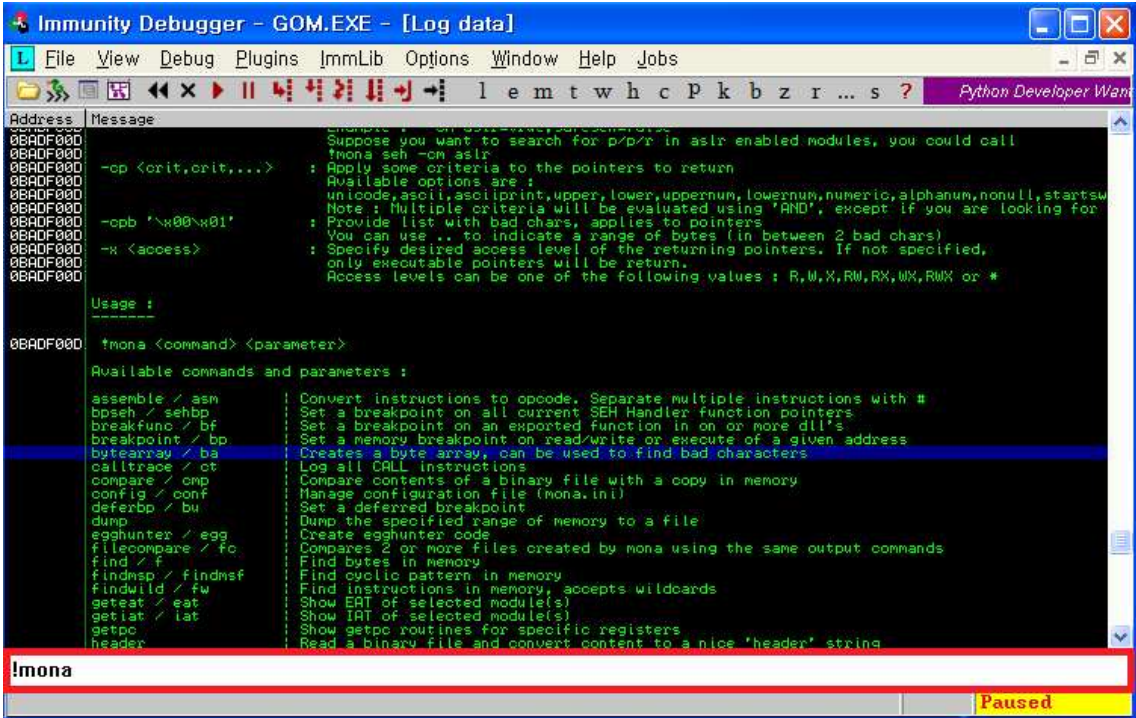 Immunity Debugger - GOM.EXE - [Log data]
L File View Debug Plugins ImmLib Options Window Help Jobs
l e m t w h c P k b z r ... s ? Python Developer Want
Address Message
0BADF00D Example : -cm aslr=true,safeseh=false
0BADF00D Suppose you want to search for p/p/r in aslr enabled modules, you could call
0BADF00D !mona seh -cm aslr
0BADF00D -cp <crit,crit,...> : Apply some criteria to the pointers to return
0BADF00D Available options are :
0BADF00D unicode,ascii,asciiprint,upper,lower,uppernum,lowernum,numeric,alphanum,nonull,startsw
0BADF00D Note : Multiple criteria will be evaluated using 'AND', except if you are looking for
0BADF00D -cpb '\x00\x01' : Provide list with bad chars, applies to pointers
0BADF00D You can use .. to indicate a range of bytes (in between 2 bad chars)
0BADF00D -x <access> : Specify desired access level of the returning pointers. If not specified,
0BADF00D only executable pointers will be return.
0BADF00D Access levels can be one of the following values : R,W,X,RW,RX,WX,RWX or *
Usage :
-------
0BADF00D !mona <command> <parameter>
Available commands and parameters :
assemble / asm | Convert instructions to opcode. Separate multiple instructions with #
bpseh / sehbp | Set a breakpoint on all current SEH Handler function pointers
breakfunc / bf | Set a breakpoint on an exported function in on or more dll's
breakpoint / bp | Set a memory breakpoint on read/write or execute of a given address
bytearray / ba | Creates a byte array, can be used to find bad characters
calltrace / ct | Log all CALL instructions
compare / cmp | Compare contents of a binary file with a copy in memory
config / conf | Manage configuration file (mona.ini)
deferbp / bu | Set a deferred breakpoint
dump | Dump the specified range of memory to a file
egghunter / egg | Create egghunter code
filecompare / fc | Compares 2 or more files created by mona using the same output commands
find / f | Find bytes in memory
findmsp / findmsf | Find cyclic pattern in memory
findwild / fw | Find instructions in memory, accepts wildcards
geteat / eat | Show EAT of selected module(s)
getiat / iat | Show IAT of selected module(s)
getpc | Show getpc routines for specific registers
header | Read a binary file and convert content to a nice 'header' string
!mona
Paused